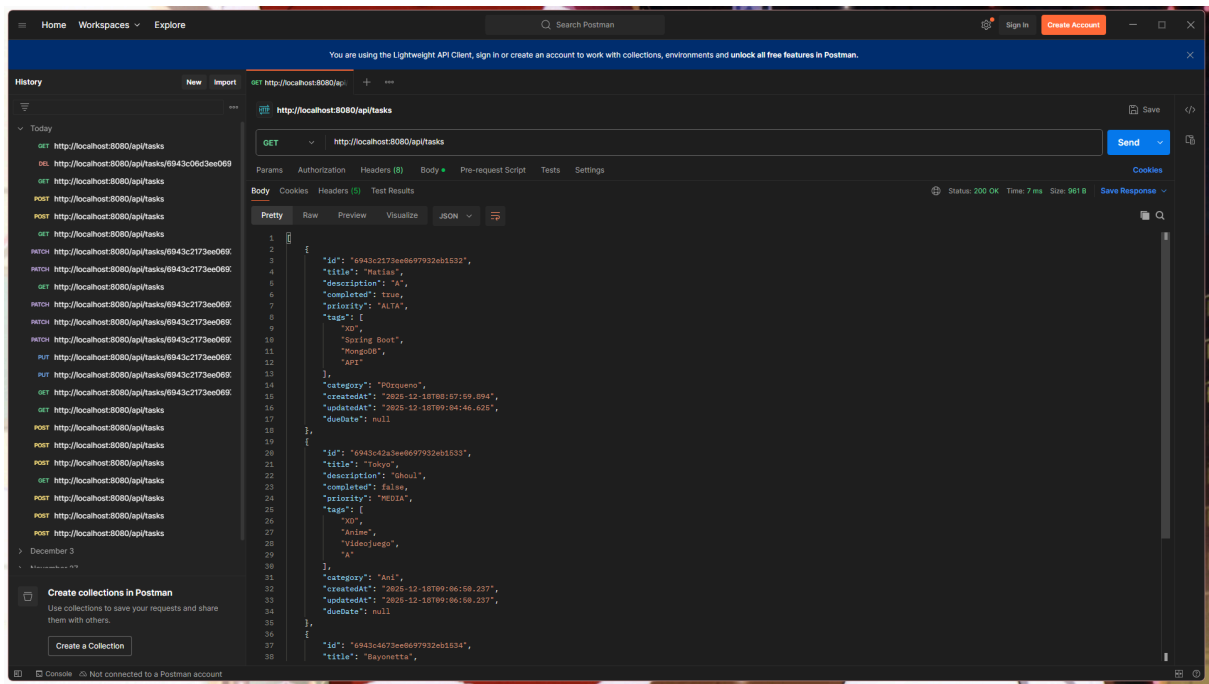 Home Workspaces Explore Search Postman Sign In Create Account
You are using the Lightweight API Client, sign in or create an account to work with collections, environments and unlock all free features in Postman.
History New Import
Today
GET http://localhost:8080/api/tasks
DEL http://localhost:8080/api/tasks/6943c06d3ee069
GET http://localhost:8080/api/tasks
POST http://localhost:8080/api/tasks
POST http://localhost:8080/api/tasks
GET http://localhost:8080/api/tasks
PATCH http://localhost:8080/api/tasks/6943c2173ee069
PATCH http://localhost:8080/api/tasks/6943c2173ee069
GET http://localhost:8080/api/tasks
PATCH http://localhost:8080/api/tasks/6943c2173ee069
PATCH http://localhost:8080/api/tasks/6943c2173ee069
PATCH http://localhost:8080/api/tasks/6943c2173ee069
PUT http://localhost:8080/api/tasks/6943c2173ee069
PUT http://localhost:8080/api/tasks/6943c2173ee069
GET http://localhost:8080/api/tasks/6943c2173ee069
GET http://localhost:8080/api/tasks
POST http://localhost:8080/api/tasks
POST http://localhost:8080/api/tasks
POST http://localhost:8080/api/tasks
GET http://localhost:8080/api/tasks
POST http://localhost:8080/api/tasks
POST http://localhost:8080/api/tasks
POST http://localhost:8080/api/tasks
December 3
Create collections in Postman
Use collections to save your requests and share
them with others.
Create a Collection
GET http://localhost:8080/api
http://localhost:8080/api/tasks Save
GET http://localhost:8080/api/tasks Send
Params Authorization Headers (8) Body Pre-request Script Tests Settings Cookies
Body Cookies Headers (5) Test Results Status: 200 OK Time: 7 ms Size: 961 B Save Response
Pretty Raw Preview Visualize JSON
1 [
2 {
3 "id": "6943c2173ee0697932eb1532",
4 "title": "Matias",
5 "description": "A",
6 "completed": true,
7 "priority": "ALTA",
8 "tags": [
9 "XD",
10 "Spring Boot",
11 "MongoDB",
12 "API"
13 ],
14 "category": "POrqueno",
15 "createdAt": "2025-12-18T08:57:59.894",
16 "updatedAt": "2025-12-18T09:04:46.625",
17 "dueDate": null
18 },
19 {
20 "id": "6943c42a3ee0697932eb1533",
21 "title": "Tokyo",
22 "description": "Ghoul",
23 "completed": false,
24 "priority": "MEDIA",
25 "tags": [
26 "XD",
27 "Anime",
28 "Videojuego",
29 "A"
30 ],
31 "category": "Ani",
32 "createdAt": "2025-12-18T09:06:50.237",
33 "updatedAt": "2025-12-18T09:06:50.237",
34 "dueDate": null
35 },
36 {
37 "id": "6943c4673ee0697932eb1534",
38 "title": "Bayonetta",
Console Not connected to a Postman account